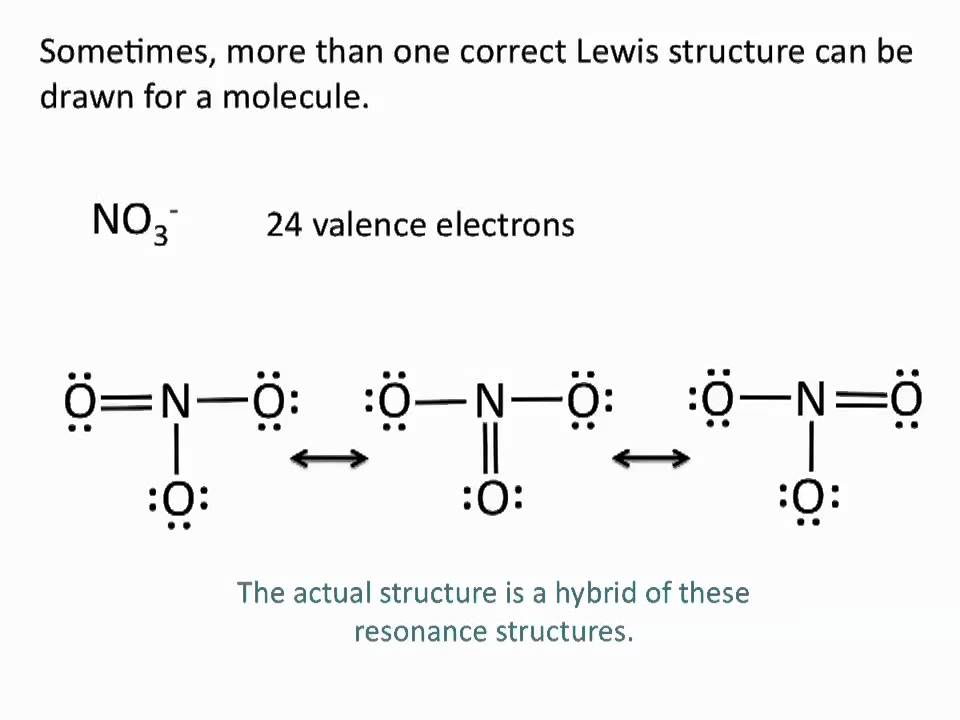 Sometimes, more than one correct Lewis structure can be
drawn for a molecule.
NO₃⁻ 24 valence electrons
Ö=N—Ö: :Ö—N—Ö: :Ö—N=Ö
:O: :O: :O:
The actual structure is a hybrid of these
resonance structures.